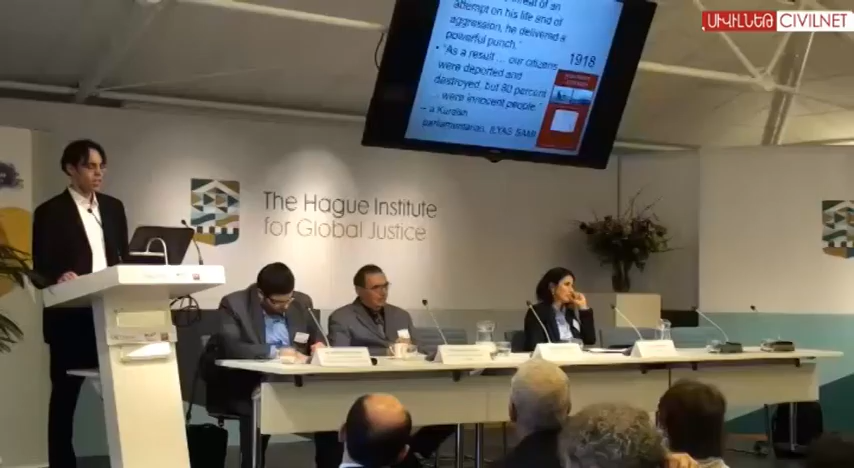 ՍԻՎԻԼՆԵԹ CIVILNET
attempt on his life and of
aggression, he delivered a
powerful punch."
1918
• "As a result ... our citizens
were deported and
destroyed, but 80 percent
... were innocent people."
– a Kurdish
parliamentarian, ILYAS SAMI
The Hague Institute
for Global Justice